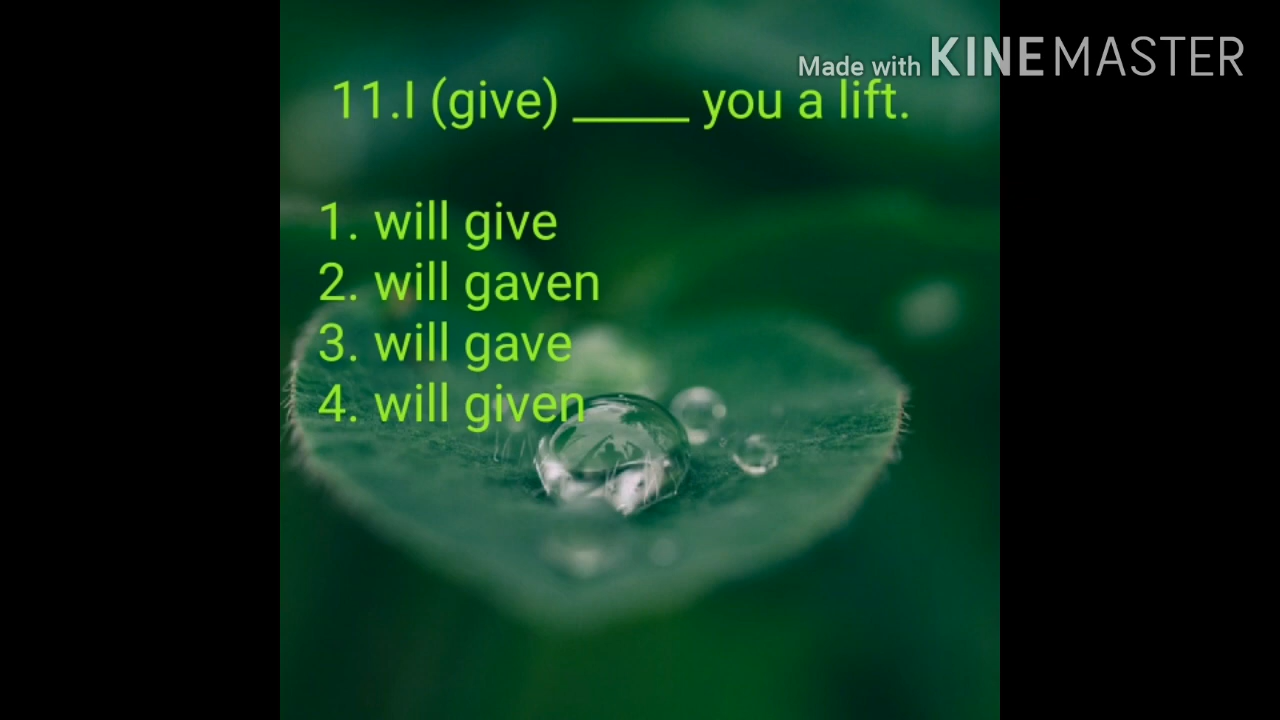 Made with KINEMASTER
11.I (give) _____ you a lift.
1. will give
2. will gaven
3. will gave
4. will given